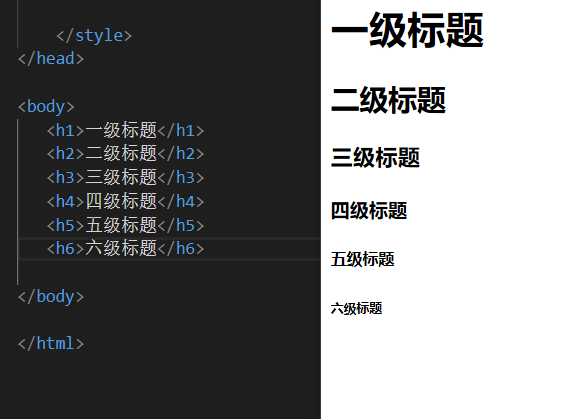 </style>
</head>
<body>
<h1>一级标题</h1>
<h2>二级标题</h2>
<h3>三级标题</h3>
<h4>四级标题</h4>
<h5>五级标题</h5>
<h6>六级标题</h6>
</body>
</html>
一级标题
二级标题
三级标题
四级标题
五级标题
六级标题